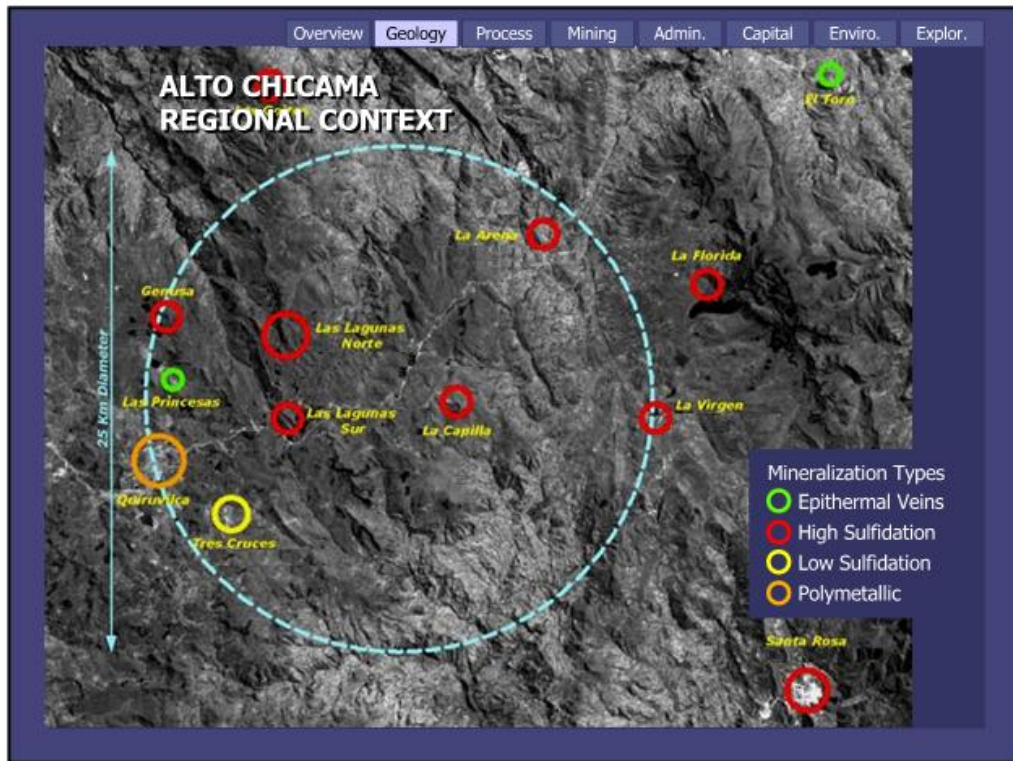 Overview Geology Process Mining Admin. Capital Enviro. Explor.
ALTO CHICAMA
REGIONAL CONTEXT
El Toro
La Arena
La Florida
Genusa
Las Lagunas
Norte
25 Km Diameter
Las Princesas
Las Lagunas
Sur
La Capilla
La Virgen
Quiruvilca
Tres Cruces
Mineralization Types
Epithermal Veins
High Sulfidation
Low Sulfidation
Polymetallic
Santa Rosa